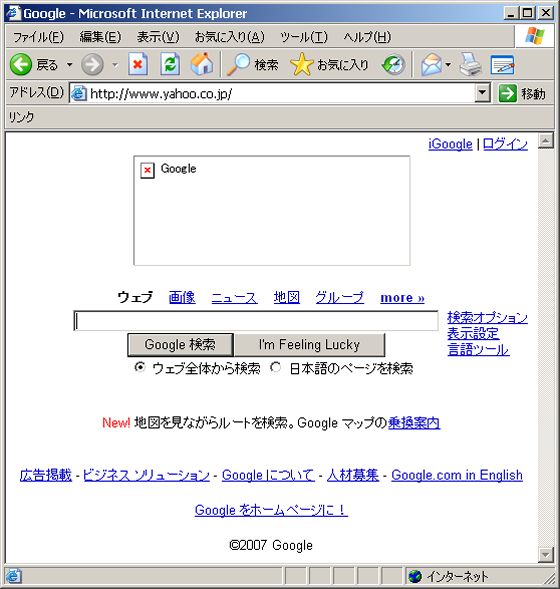 Google - Microsoft Internet Explorer
ファイル(F) 編集(E) 表示(V) お気に入り(A) ツール(T) ヘルプ(H)
戻る 検索 お気に入り
アドレス(D) http://www.yahoo.co.jp/ 移動
リンク
iGoogle | ログイン
Google
ウェブ 画像 ニュース 地図 グループ more »
検索オプション
表示設定
言語ツール
Google 検索 I'm Feeling Lucky
ウェブ全体から検索 日本語のページを検索
New! 地図を見ながらルートを検索。Google マップの乗換案内
広告掲載 - ビジネス ソリューション - Google について - 人材募集 - Google.com in English
Google をホームページに!
©2007 Google
インターネット